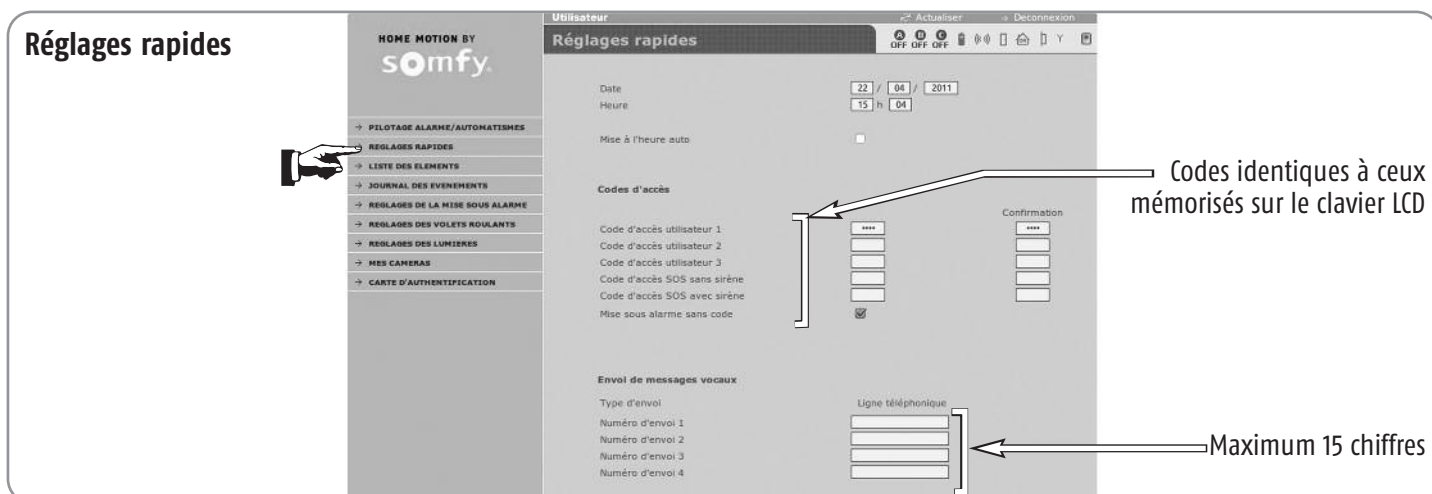 Réglages rapides
HOME MOTION BY
somfy.
Utilisateur
Actualiser
→ Deconnexion
Réglages rapides
A B C
OFF OFF OFF
→ PILOTAGE ALARME/AUTOMATISMES
→ REGLAGES RAPIDES
→ LISTE DES ELEMENTS
→ JOURNAL DES EVENEMENTS
→ REGLAGES DE LA MISE SOUS ALARME
→ REGLAGES DES VOLETS ROULANTS
→ REGLAGES DES LUMIERES
→ MES CAMERAS
→ CARTE D'AUTHENTIFICATION
Date 22 / 04 / 2011
Heure 15 h 04
Mise à l'heure auto
Codes d'accès
Confirmation
Code d'accès utilisateur 1 •••• ••••
Code d'accès utilisateur 2
Code d'accès utilisateur 3
Code d'accès SOS sans sirène
Code d'accès SOS avec sirène
Mise sous alarme sans code
Envoi de messages vocaux
Type d'envoi Ligne téléphonique
Numéro d'envoi 1
Numéro d'envoi 2
Numéro d'envoi 3
Numéro d'envoi 4
Codes identiques à ceux
mémorisés sur le clavier LCD
Maximum 15 chiffres